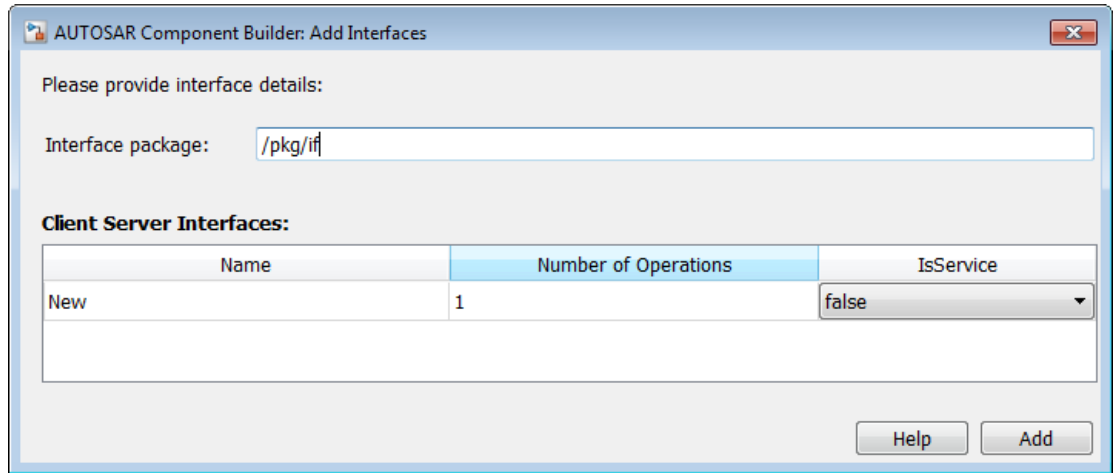 AUTOSAR Component Builder: Add Interfaces
Please provide interface details:
Interface package: /pkg/if
Client Server Interfaces:
Name Number of Operations IsService
New 1 false
Help Add